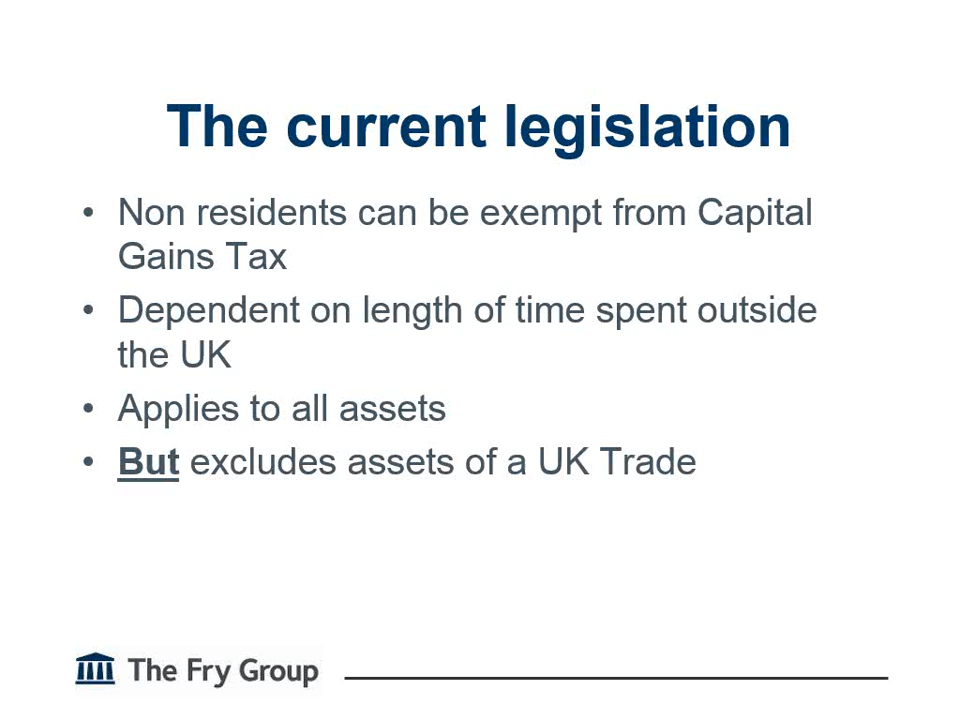 The current legislation
• Non residents can be exempt from Capital
Gains Tax
• Dependent on length of time spent outside
the UK
• Applies to all assets
• But excludes assets of a UK Trade
The Fry Group